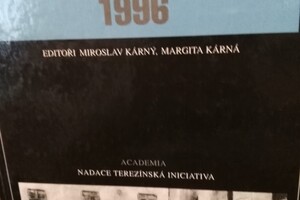 1996
EDITOŘI MIROSLAV KÁRNÝ, MARGITA KÁRNÁ
ACADEMIA
NADACE TEREZÍNSKÁ INICIATIVA